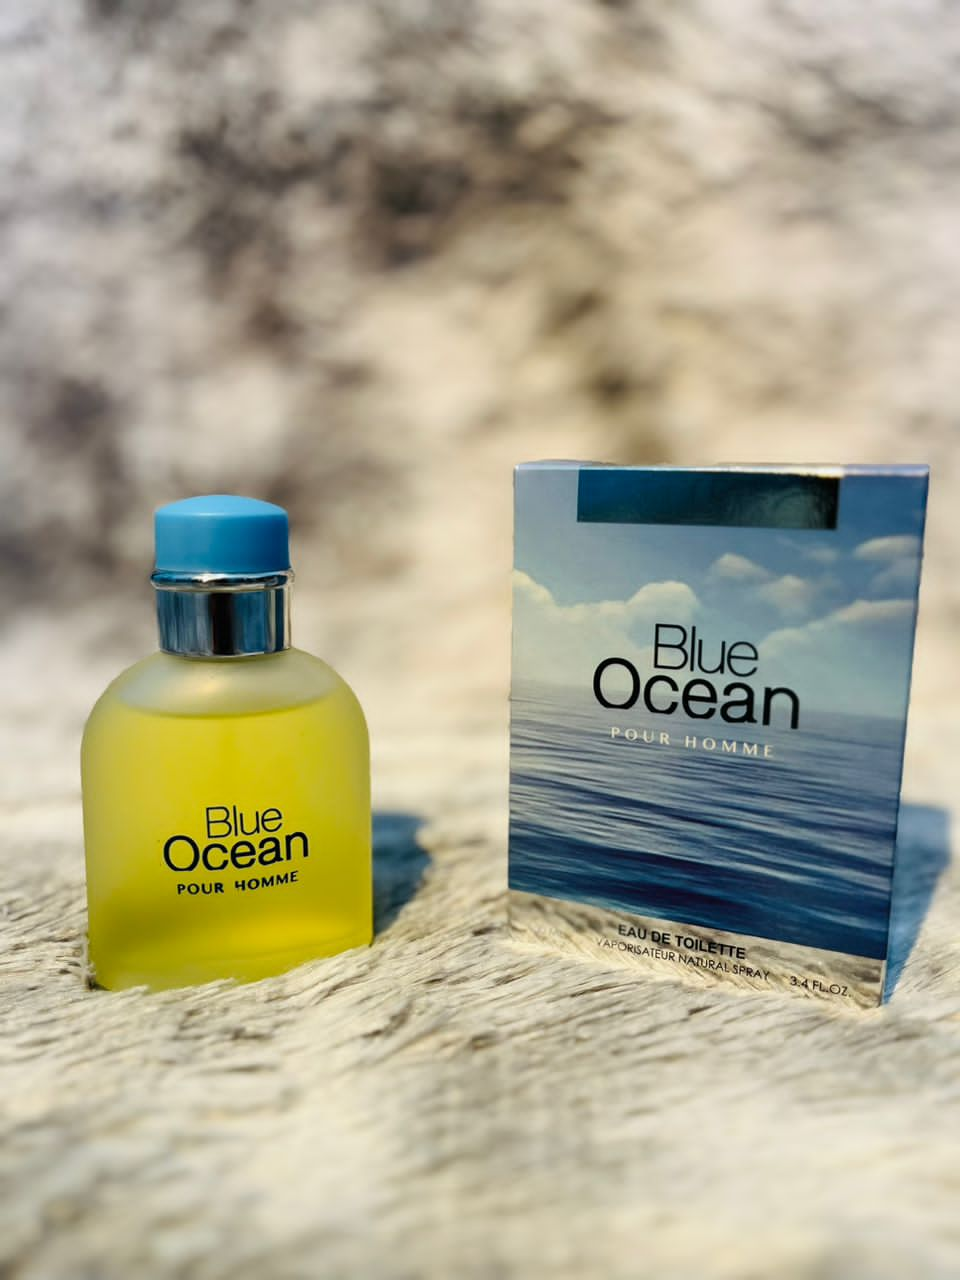 Blue
Ocean
POUR HOMME
Blue
Ocean
POUR HOMME
EAU DE TOILETTE
VAPORISATEUR NATURAL SPRAY 3.4 FL.OZ.